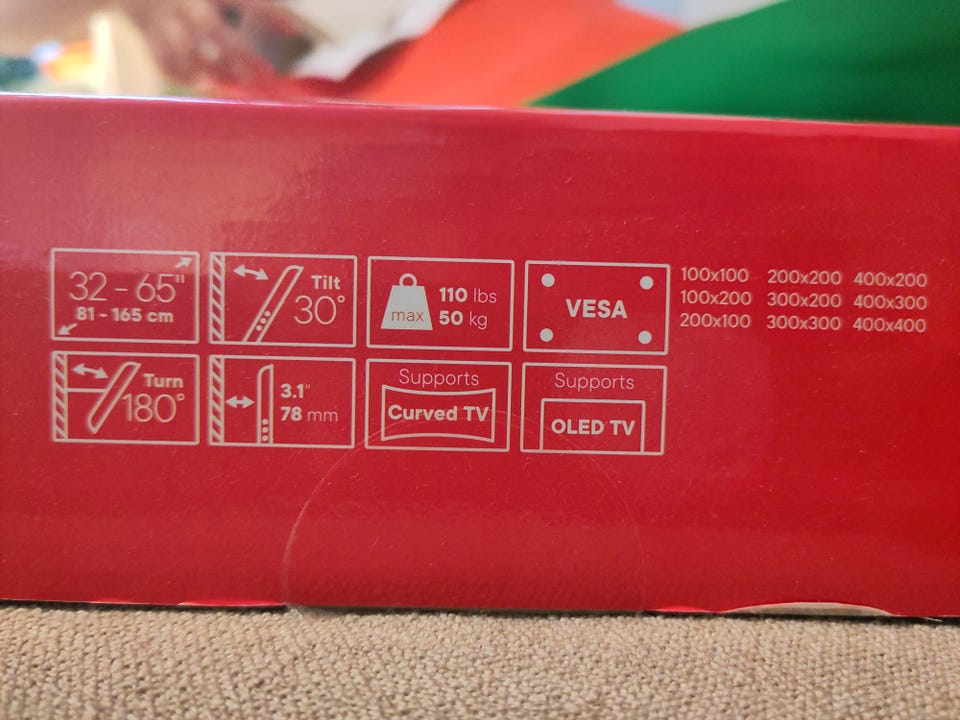 32 - 65"
81 - 165 cm
Tilt
30°
max
110 lbs
50 kg
VESA
100x100 200x200 400x200
100x200 300x200 400x300
200x100 300x300 400x400
Turn
180°
3.1"
78 mm
Supports
Curved TV
Supports
OLED TV